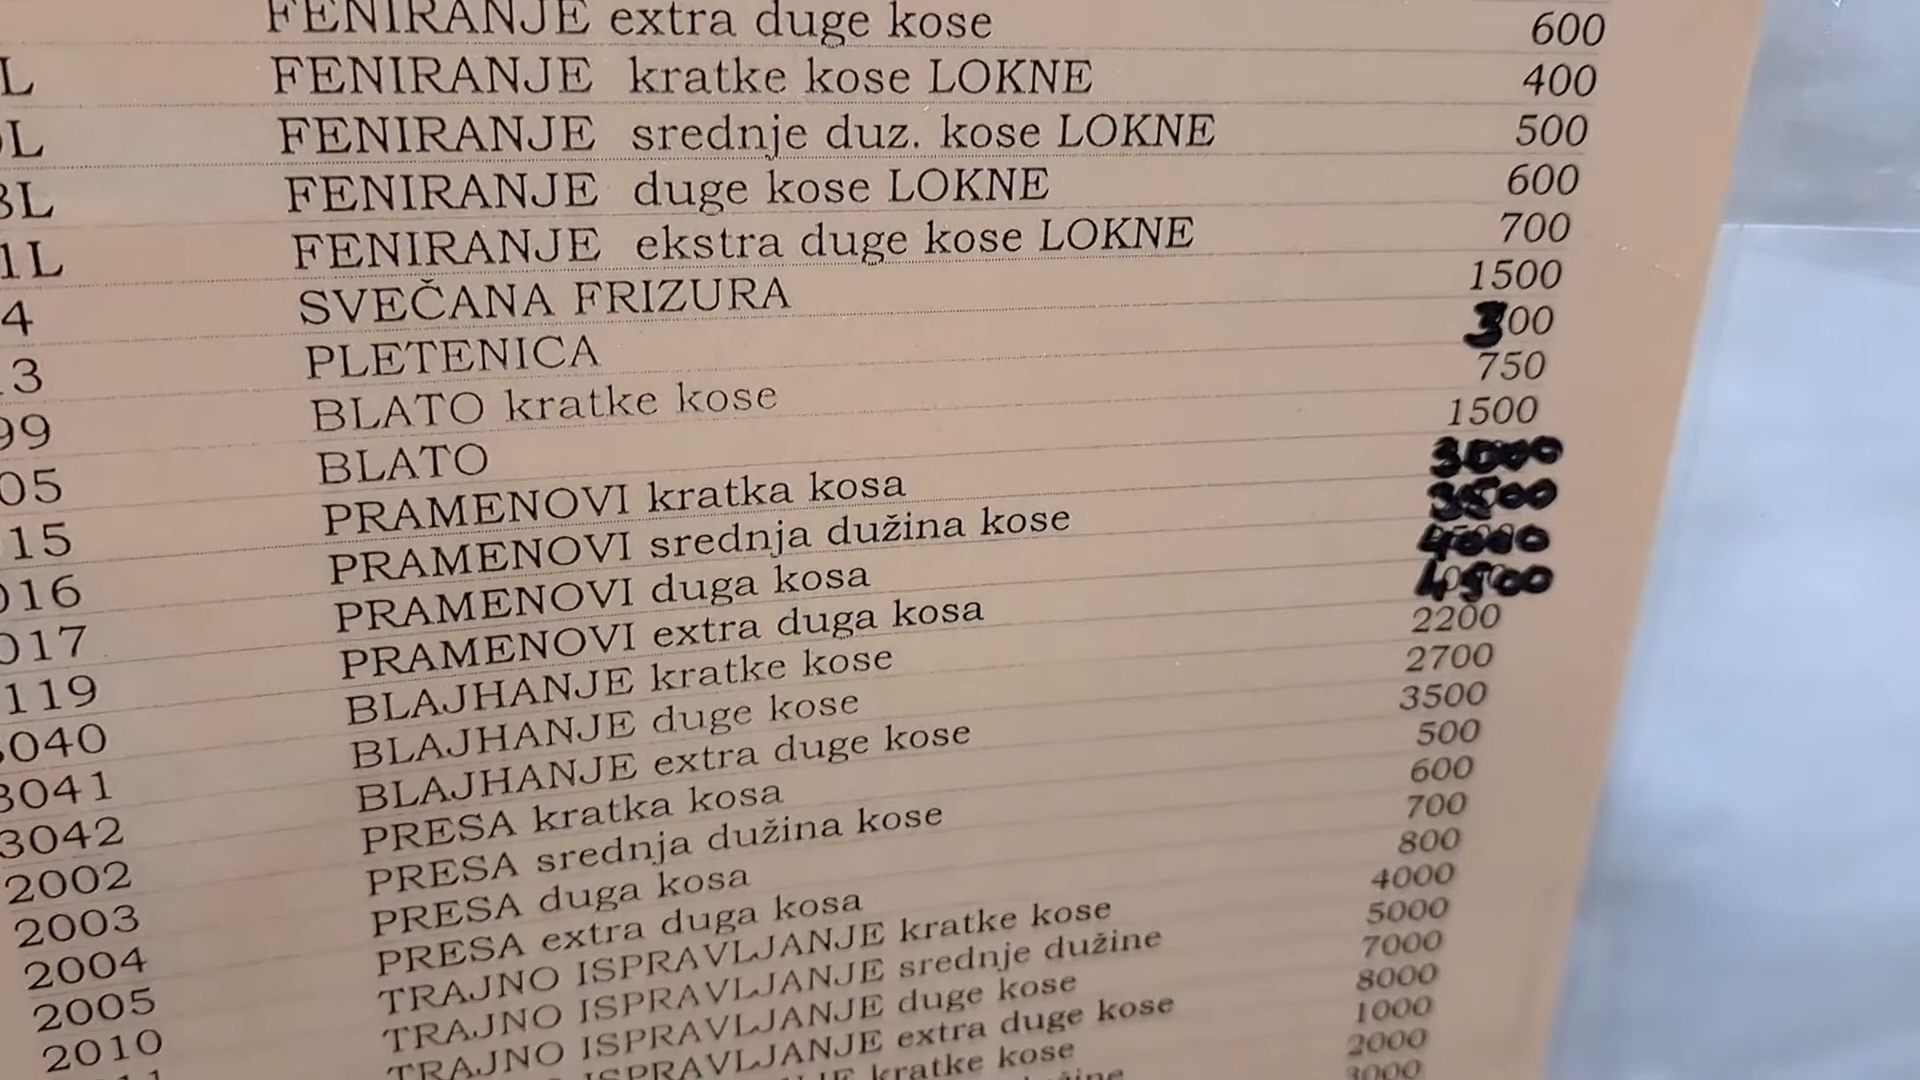 FENIRANJE extra duge kose 600
L FENIRANJE kratke kose LOKNE 400
L FENIRANJE srednje duz. kose LOKNE 500
3L FENIRANJE duge kose LOKNE 600
1L FENIRANJE ekstra duge kose LOKNE 700
4 SVEČANA FRIZURA 1500
3 PLETENICA 300
99 BLATO kratke kose 750
05 BLATO 1500
15 PRAMENOVI kratka kosa 3000
016 PRAMENOVI srednja dužina kose 3500
017 PRAMENOVI duga kosa 4000
119 PRAMENOVI extra duga kosa 4500
3040 BLAJHANJE kratke kose 2200
3041 BLAJHANJE duge kose 2700
3042 BLAJHANJE extra duge kose 3500
2002 PRESA kratka kosa 500
2003 PRESA srednja dužina kose 600
2004 PRESA duga kosa 700
2005 PRESA extra duga kosa 800
2010 TRAJNO ISPRAVLJANJE kratke kose 4000
TRAJNO ISPRAVLJANJE srednje dužine 5000
TRAJNO ISPRAVLJANJE duge kose 7000
ISPRAVLJANJE extra duge kose 8000
kratke kose 1000
2000
3000